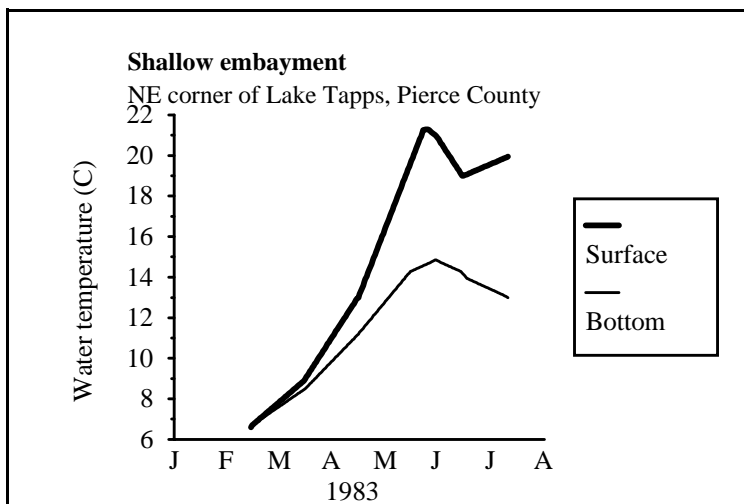 Shallow embayment
NE corner of Lake Tapps, Pierce County
22
20
18
16
14
12
10
8
6
Water temperature (C)
J F M A M J J A
1983
Surface
Bottom